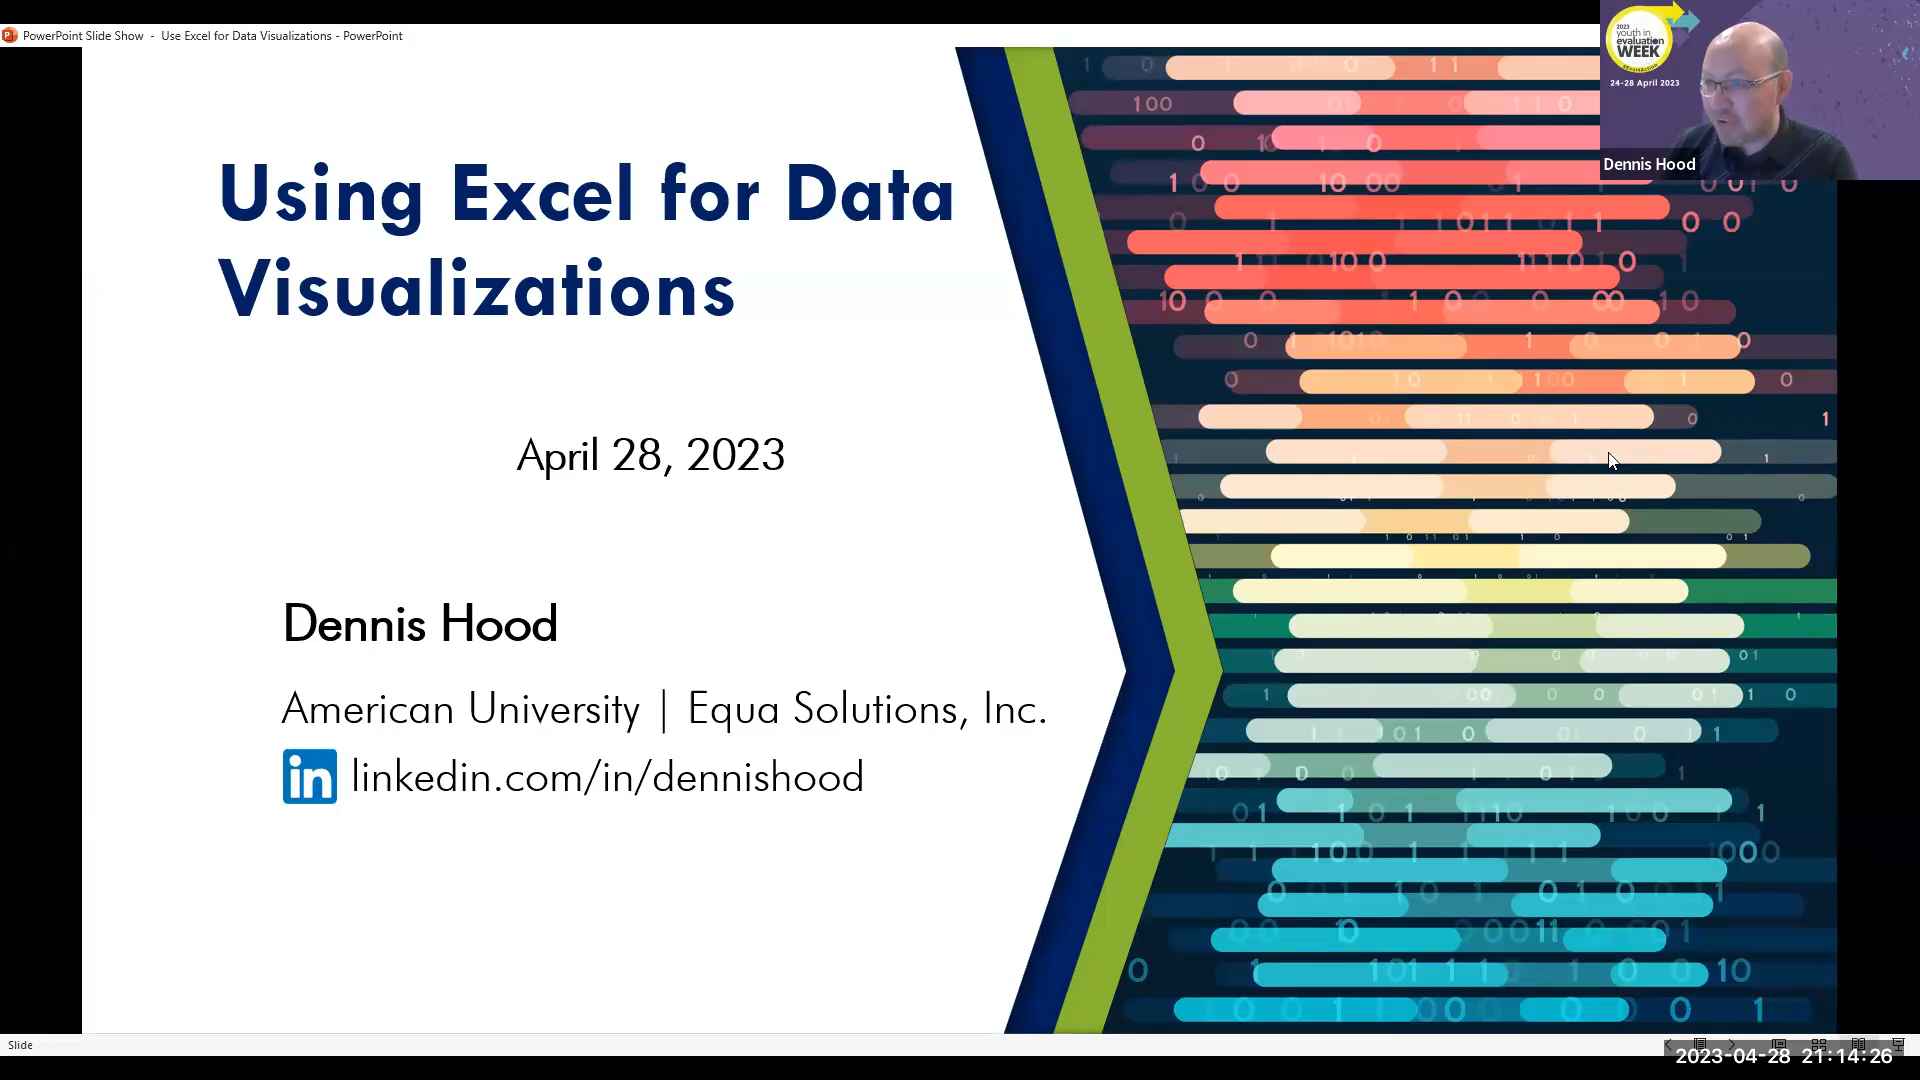 PowerPoint Slide Show - Use Excel for Data Visualizations - PowerPoint
2023
youth in
evaluation
WEEK
24-28 April 2023
Dennis Hood
Using Excel for Data
Visualizations
April 28, 2023
Dennis Hood
American University | Equa Solutions, Inc.
in linkedin.com/in/dennishood
Slide
2023-04-28 21:14:26